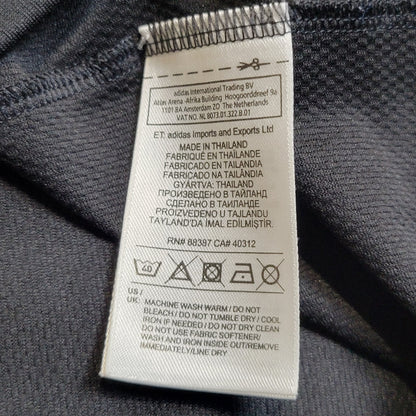 adidas International Trading BV
Atlas Arena -Afrika Building Hoogoorddreef 9a
1101 BA Amsterdam ZO The Netherlands
VAT No. NL 8073.01.322.B.01
ET: adidas Imports and Exports Ltd
MADE IN THAILAND
FABRIQUÉ EN THAÏLANDE
FABRICADO EN TAILANDIA
FABRICADO NA TAILÂNDIA
GYÁRTVA: THAIFÖLD
ПРОИЗВЕДЕНО В ТАЙЛАНД
СДЕЛАНО В ТАИЛАНДЕ
PROIZVEDENO U TAJLANDU
TAYLAND'DA İMAL EDİLMİŞTİR.
RN# 88387 CA# 40312
40
US /
UK: MACHINE WASH WARM / DO NOT
BLEACH / DO NOT TUMBLE DRY / COOL
IRON IF NEEDED / DO NOT DRY CLEAN
DO NOT USE FABRIC SOFTENER/
WASH AND IRON INSIDE OUT/REMOVE
IMMEDIATELY/LINE DRY